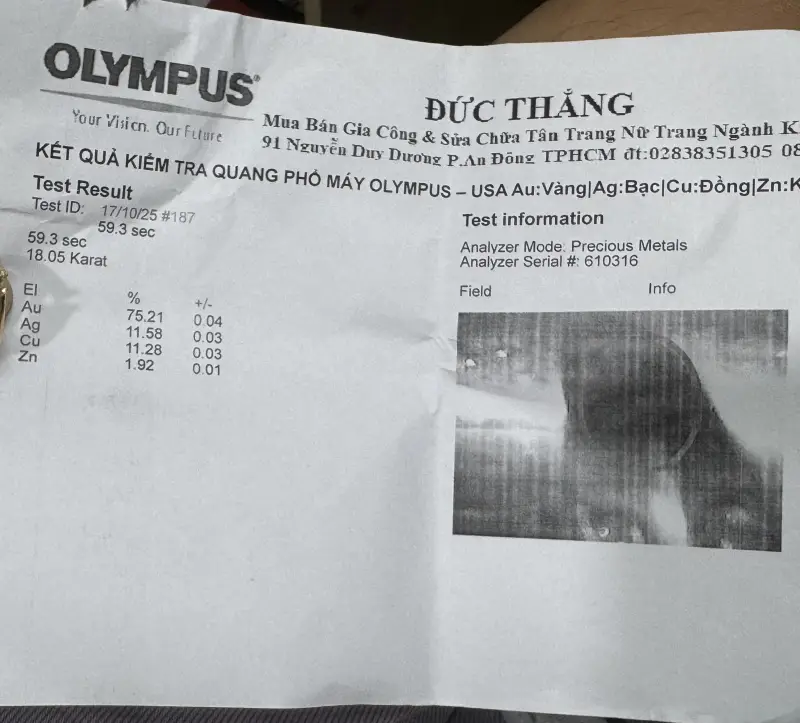 OLYMPUS®
Your Vision. Our Future
ĐỨC THẮNG
Mua Bán Gia Công & Sửa Chữa Tân Trang Nữ Trang Ngành K
91 Nguyễn Duy Dương P.An Đông TPHCM đt:02838351305 08
KẾT QUẢ KIỂM TRA QUANG PHỔ MÁY OLYMPUS – USA Au:Vàng|Ag:Bạc|Cu:Đồng|Zn:K
Test Result
Test ID: 17/10/25 #187
59.3 sec
59.3 sec
18.05 Karat
El % +/-
Au 75.21 0.04
Ag 11.58 0.03
Cu 11.28 0.03
Zn 1.92 0.01
Test information
Analyzer Mode: Precious Metals
Analyzer Serial #: 610316
Field Info